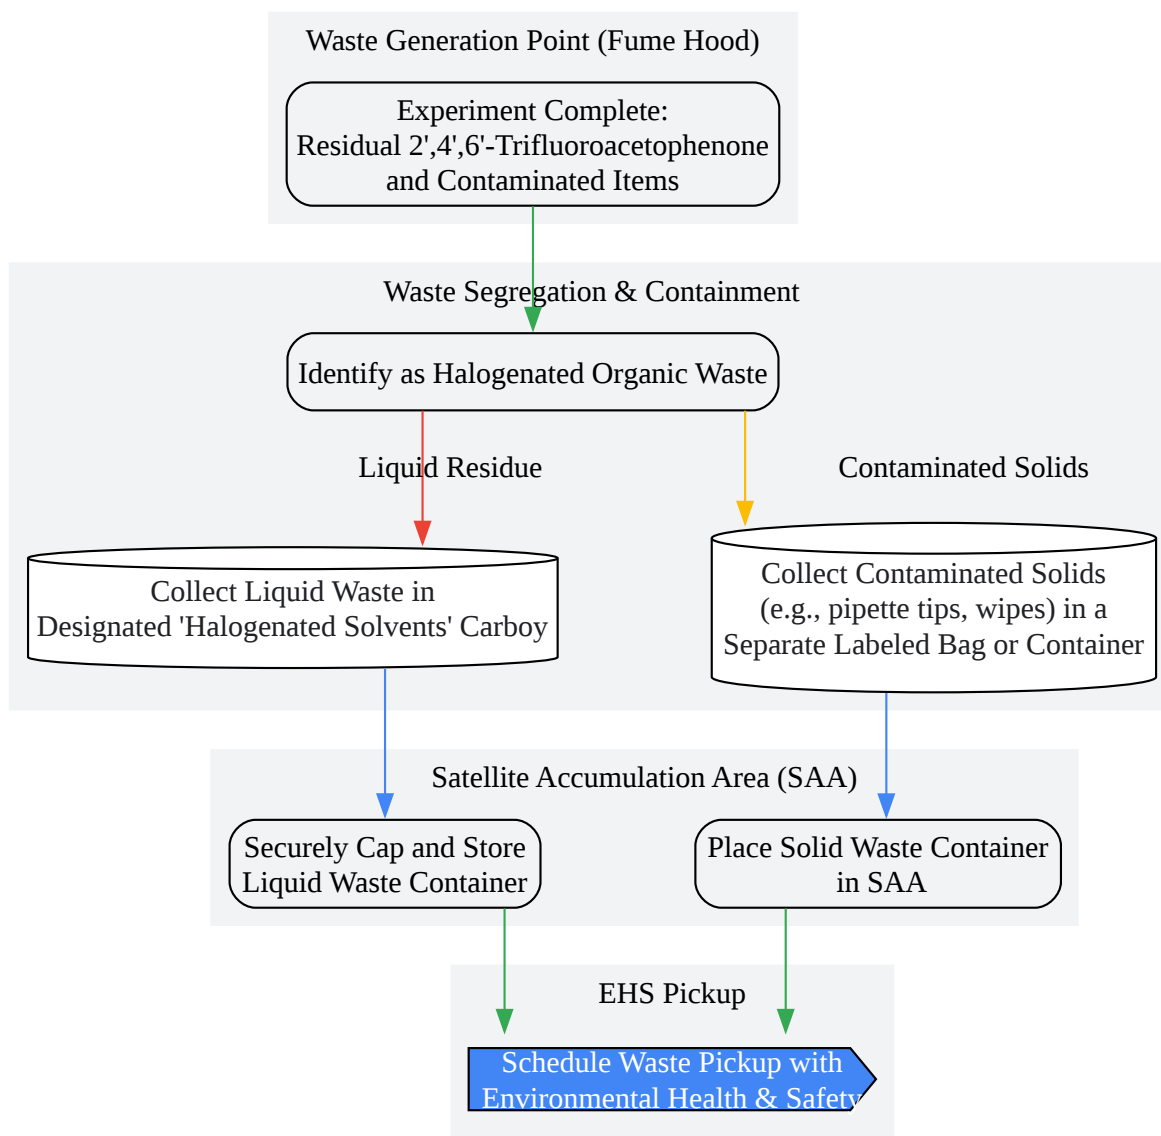 Waste Generation Point (Fume Hood)
Experiment Complete:
Residual 2',4',6'-Trifluoroacetophenone
and Contaminated Items
Waste Segregation & Containment
Identify as Halogenated Organic Waste
Liquid Residue
Contaminated Solids
Collect Liquid Waste in
Designated 'Halogenated Solvents' Carboy
Collect Contaminated Solids
(e.g., pipette tips, wipes) in a
Separate Labeled Bag or Container
Satellite Accumulation Area (SAA)
Securely Cap and Store
Liquid Waste Container
Place Solid Waste Container
in SAA
EHS Pickup
Schedule Waste Pickup with
Environmental Health & Safety